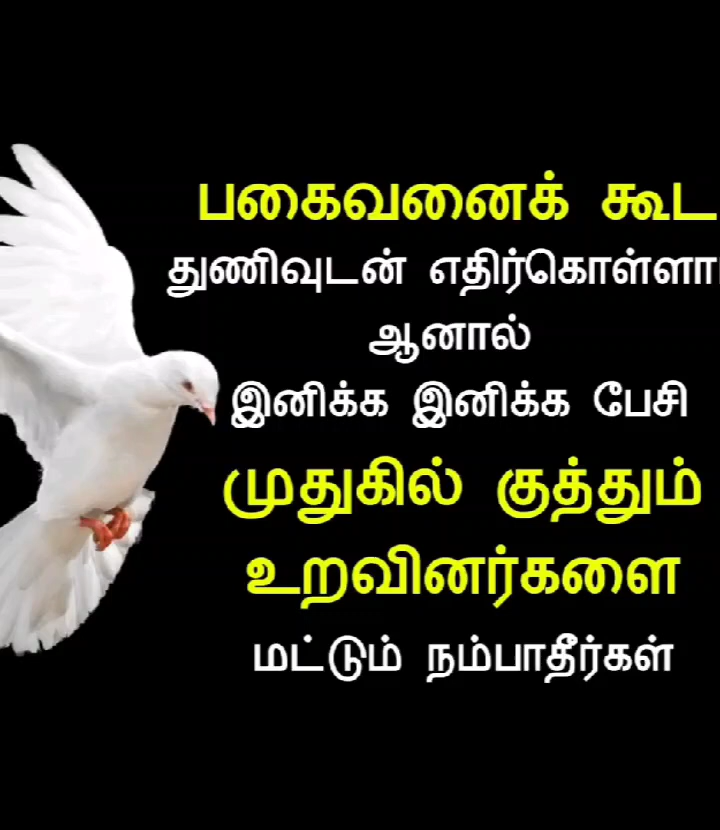 பகைவனைக் கூட
துணிவுடன் எதிர்கொள்ளா
ஆனால்
இனிக்க இனிக்க பேசி
முதுகில் குத்தும்
உறவினர்களை
மட்டும் நம்பாதீர்கள்